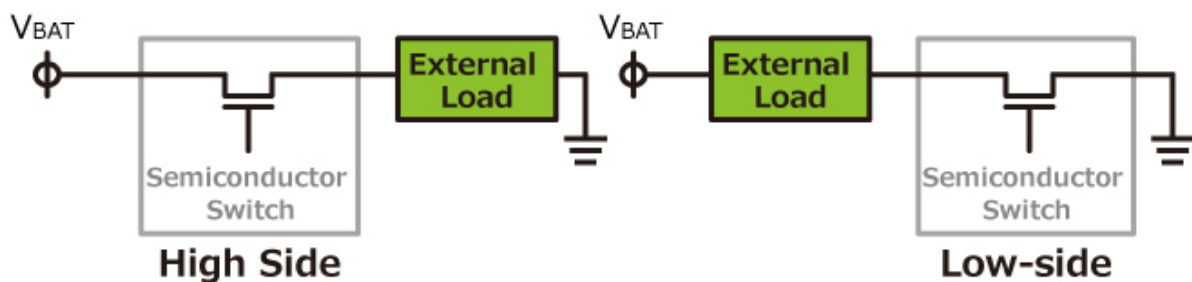 VBAT
External
Load
Semiconductor
Switch
High Side
VBAT
External
Load
Semiconductor
Switch
Low-side